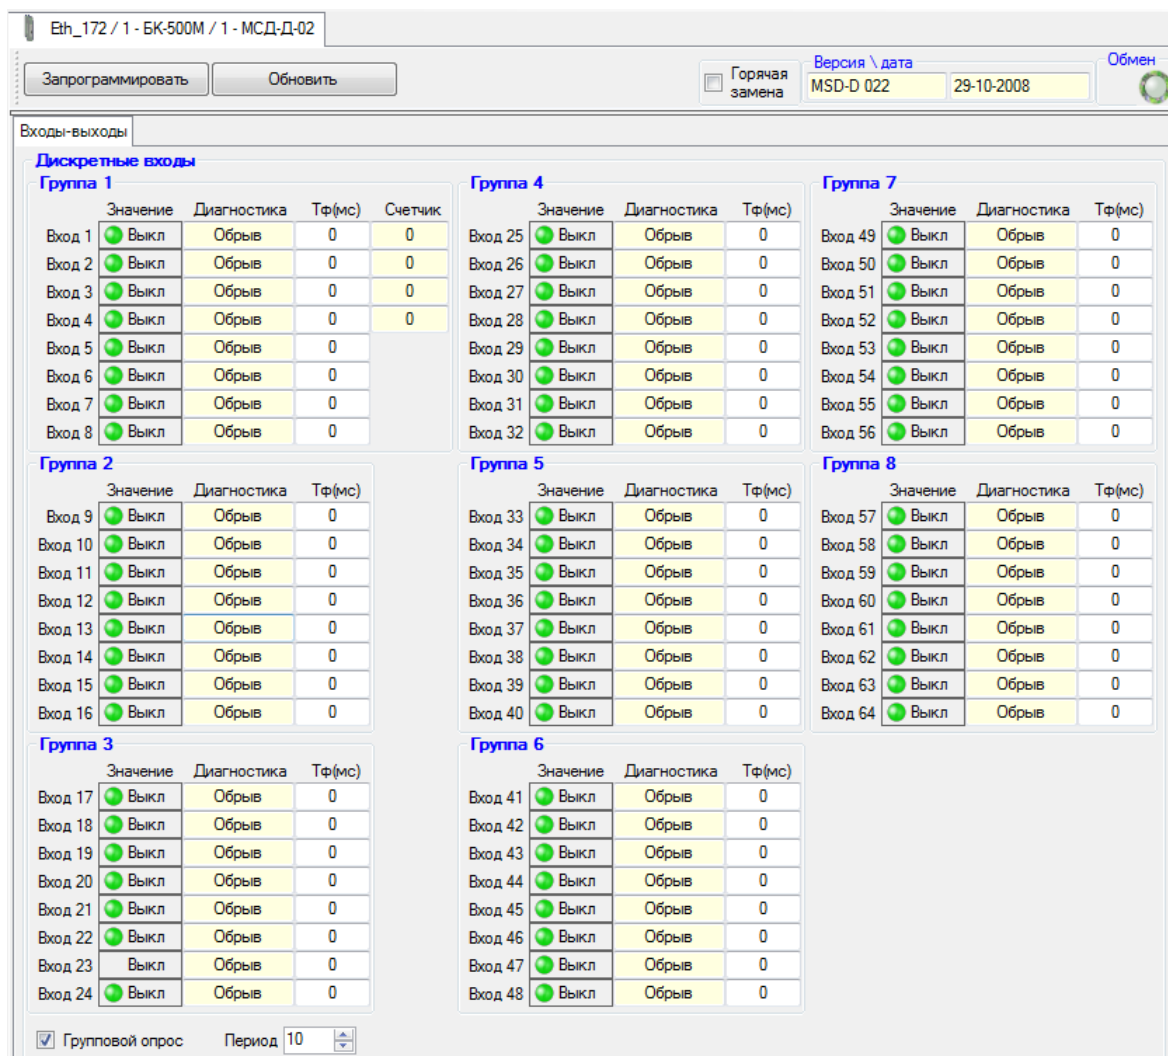 Eth_172 / 1 - БК-500М / 1 - МСД-Д-02
Запрограммировать Обновить Горячая замена Версия \ дата MSD-D 022 29-10-2008 Обмен
Входы-выходы
Дискретные входы
Группа 1
Значение Диагностика Тф(мс) Счетчик
Вход 1 Выкл Обрыв 0 0
Вход 2 Выкл Обрыв 0 0
Вход 3 Выкл Обрыв 0 0
Вход 4 Выкл Обрыв 0 0
Вход 5 Выкл Обрыв 0
Вход 6 Выкл Обрыв 0
Вход 7 Выкл Обрыв 0
Вход 8 Выкл Обрыв 0
Группа 2
Значение Диагностика Тф(мс)
Вход 9 Выкл Обрыв 0
Вход 10 Выкл Обрыв 0
Вход 11 Выкл Обрыв 0
Вход 12 Выкл Обрыв 0
Вход 13 Выкл Обрыв 0
Вход 14 Выкл Обрыв 0
Вход 15 Выкл Обрыв 0
Вход 16 Выкл Обрыв 0
Группа 3
Значение Диагностика Тф(мс)
Вход 17 Выкл Обрыв 0
Вход 18 Выкл Обрыв 0
Вход 19 Выкл Обрыв 0
Вход 20 Выкл Обрыв 0
Вход 21 Выкл Обрыв 0
Вход 22 Выкл Обрыв 0
Вход 23 Выкл Обрыв 0
Вход 24 Выкл Обрыв 0
Группа 4
Значение Диагностика Тф(мс)
Вход 25 Выкл Обрыв 0
Вход 26 Выкл Обрыв 0
Вход 27 Выкл Обрыв 0
Вход 28 Выкл Обрыв 0
Вход 29 Выкл Обрыв 0
Вход 30 Выкл Обрыв 0
Вход 31 Выкл Обрыв 0
Вход 32 Выкл Обрыв 0
Группа 5
Значение Диагностика Тф(мс)
Вход 33 Выкл Обрыв 0
Вход 34 Выкл Обрыв 0
Вход 35 Выкл Обрыв 0
Вход 36 Выкл Обрыв 0
Вход 37 Выкл Обрыв 0
Вход 38 Выкл Обрыв 0
Вход 39 Выкл Обрыв 0
Вход 40 Выкл Обрыв 0
Группа 6
Значение Диагностика Тф(мс)
Вход 41 Выкл Обрыв 0
Вход 42 Выкл Обрыв 0
Вход 43 Выкл Обрыв 0
Вход 44 Выкл Обрыв 0
Вход 45 Выкл Обрыв 0
Вход 46 Выкл Обрыв 0
Вход 47 Выкл Обрыв 0
Вход 48 Выкл Обрыв 0
Группа 7
Значение Диагностика Тф(мс)
Вход 49 Выкл Обрыв 0
Вход 50 Выкл Обрыв 0
Вход 51 Выкл Обрыв 0
Вход 52 Выкл Обрыв 0
Вход 53 Выкл Обрыв 0
Вход 54 Выкл Обрыв 0
Вход 55 Выкл Обрыв 0
Вход 56 Выкл Обрыв 0
Группа 8
Значение Диагностика Тф(мс)
Вход 57 Выкл Обрыв 0
Вход 58 Выкл Обрыв 0
Вход 59 Выкл Обрыв 0
Вход 60 Выкл Обрыв 0
Вход 61 Выкл Обрыв 0
Вход 62 Выкл Обрыв 0
Вход 63 Выкл Обрыв 0
Вход 64 Выкл Обрыв 0
Групповой опрос Период 10